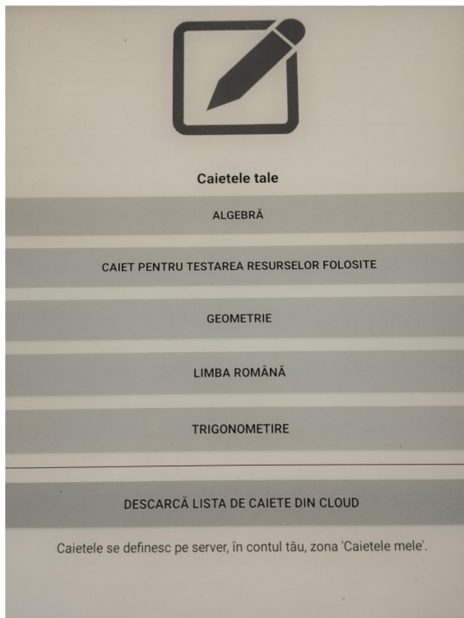 Caietele tale
ALGEBRĂ
CAIET PENTRU TESTAREA RESURSELOR FOLOSITE
GEOMETRIE
LIMBA ROMÂNĂ
TRIGONOMETIRE
DESCARCĂ LISTA DE CAIETE DIN CLOUD
Caietele se definesc pe server, în contul tău, zona 'Caietele mele'.